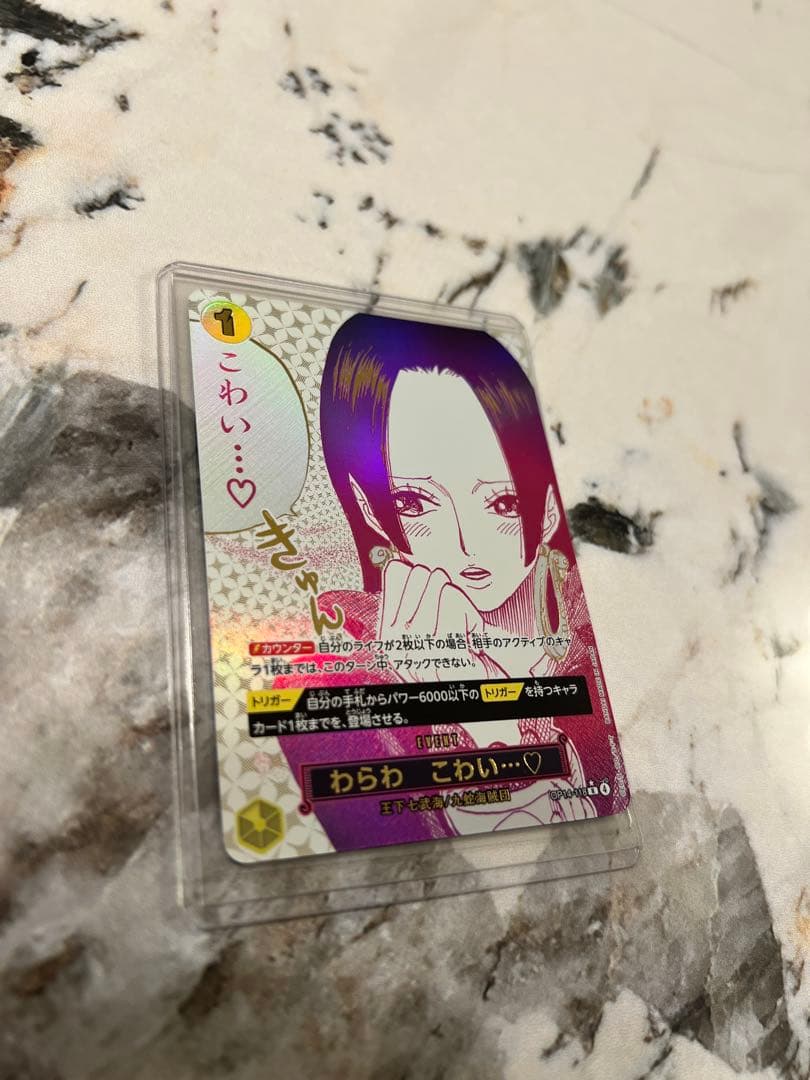 1
こわい…♡
きゅん
カウンター 自分のライフが2枚以下の場合、相手のアクティブのキャ
ラ1枚までは、このターン中、アタックできない。
トリガー 自分の手札からパワー6000以下の トリガー を持つキャラ
カード1枚までを、登場させる。
EVENT
わらわ こわい…♡
王下七武海/九蛇海賊団
OP14-118 R 4